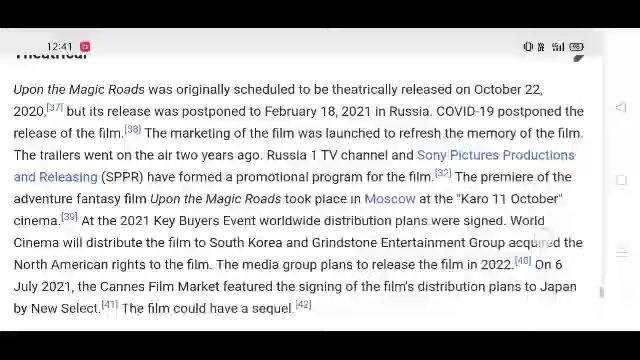 12:41
Theatrical
Upon the Magic Roads was originally scheduled to be theatrically released on October 22,
2020,[37] but its release was postponed to February 18, 2021 in Russia. COVID-19 postponed the
release of the film.[38] The marketing of the film was launched to refresh the memory of the film.
The trailers went on the air two years ago. Russia 1 TV channel and Sony Pictures Productions
and Releasing (SPPR) have formed a promotional program for the film.[32] The premiere of the
adventure fantasy film Upon the Magic Roads took place in Moscow at the "Karo 11 October"
cinema.[39] At the 2021 Key Buyers Event worldwide distribution plans were signed. World
Cinema will distribute the film to South Korea and Grindstone Entertainment Group acquired the
North American rights to the film. The media group plans to release the film in 2022.[40] On 6
July 2021, the Cannes Film Market featured the signing of the film's distribution plans to Japan
by New Select.[41] The film could have a sequel.[42]